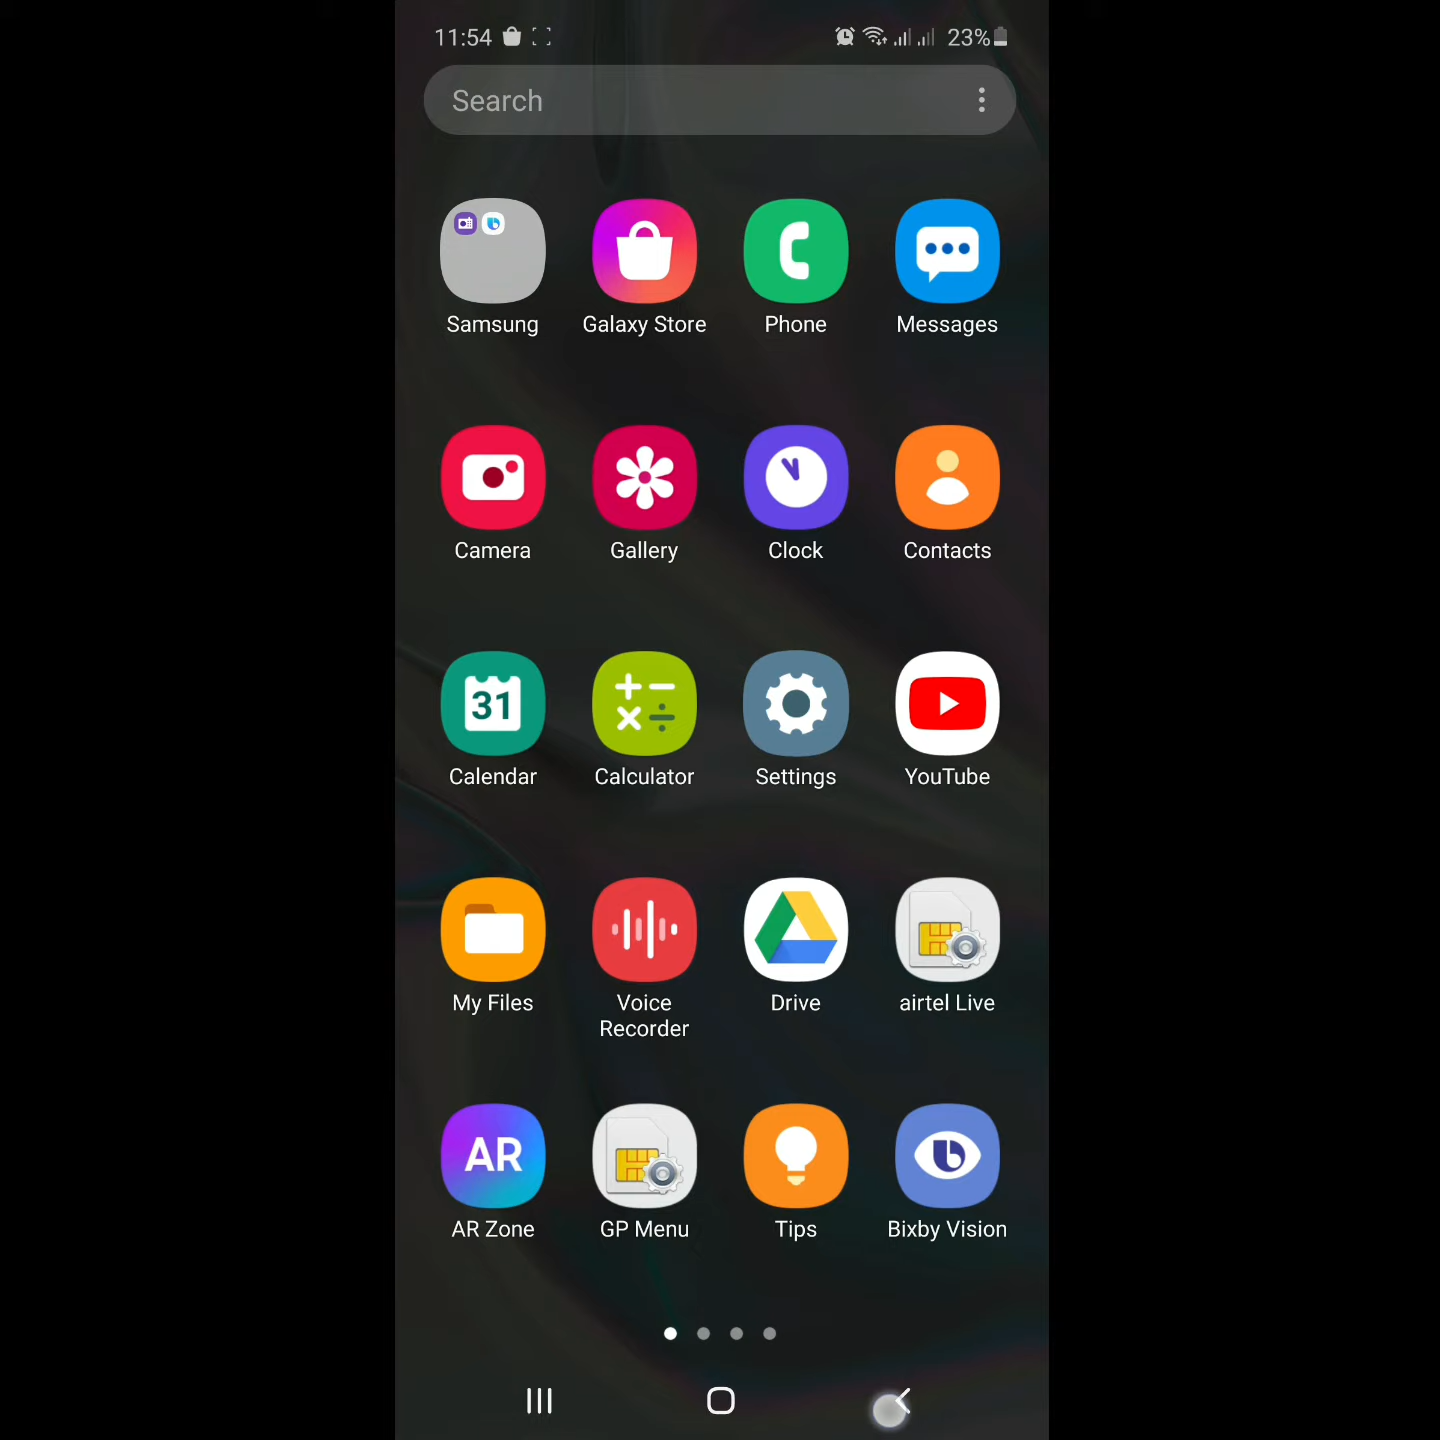 11:54 23%
Search
Samsung Galaxy Store Phone Messages
Camera Gallery Clock Contacts
31
Calendar Calculator Settings YouTube
My Files Voice Recorder Drive airtel Live
AR
AR Zone GP Menu Tips Bixby Vision